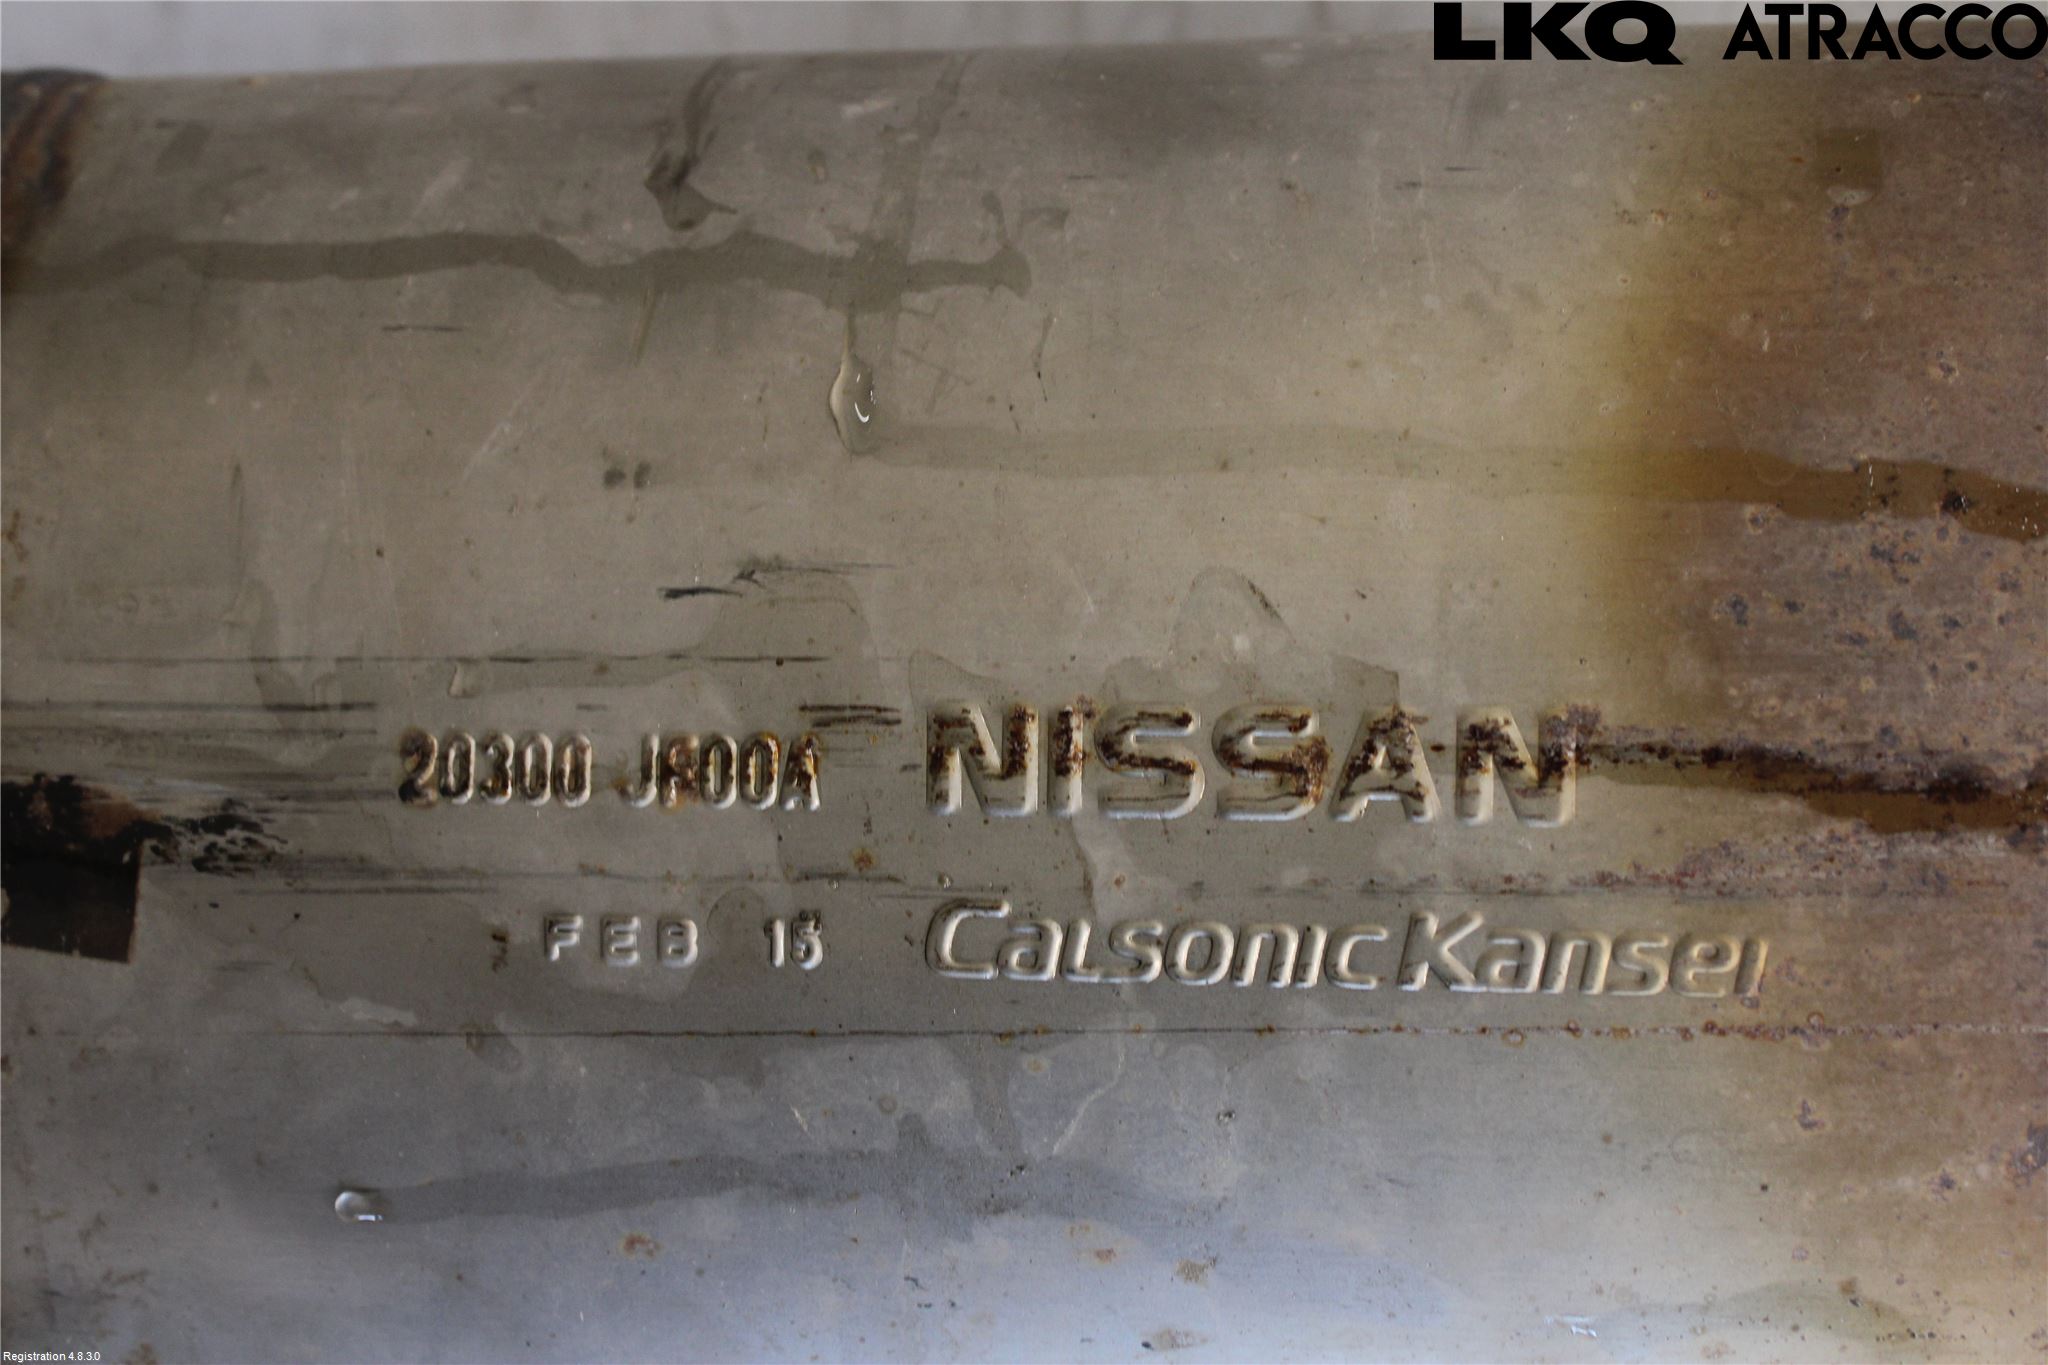 LKQ ATRACCO
20300 JF00A NISSAN
FEB 15 CalsonicKansei
Registration 4.8.3.0